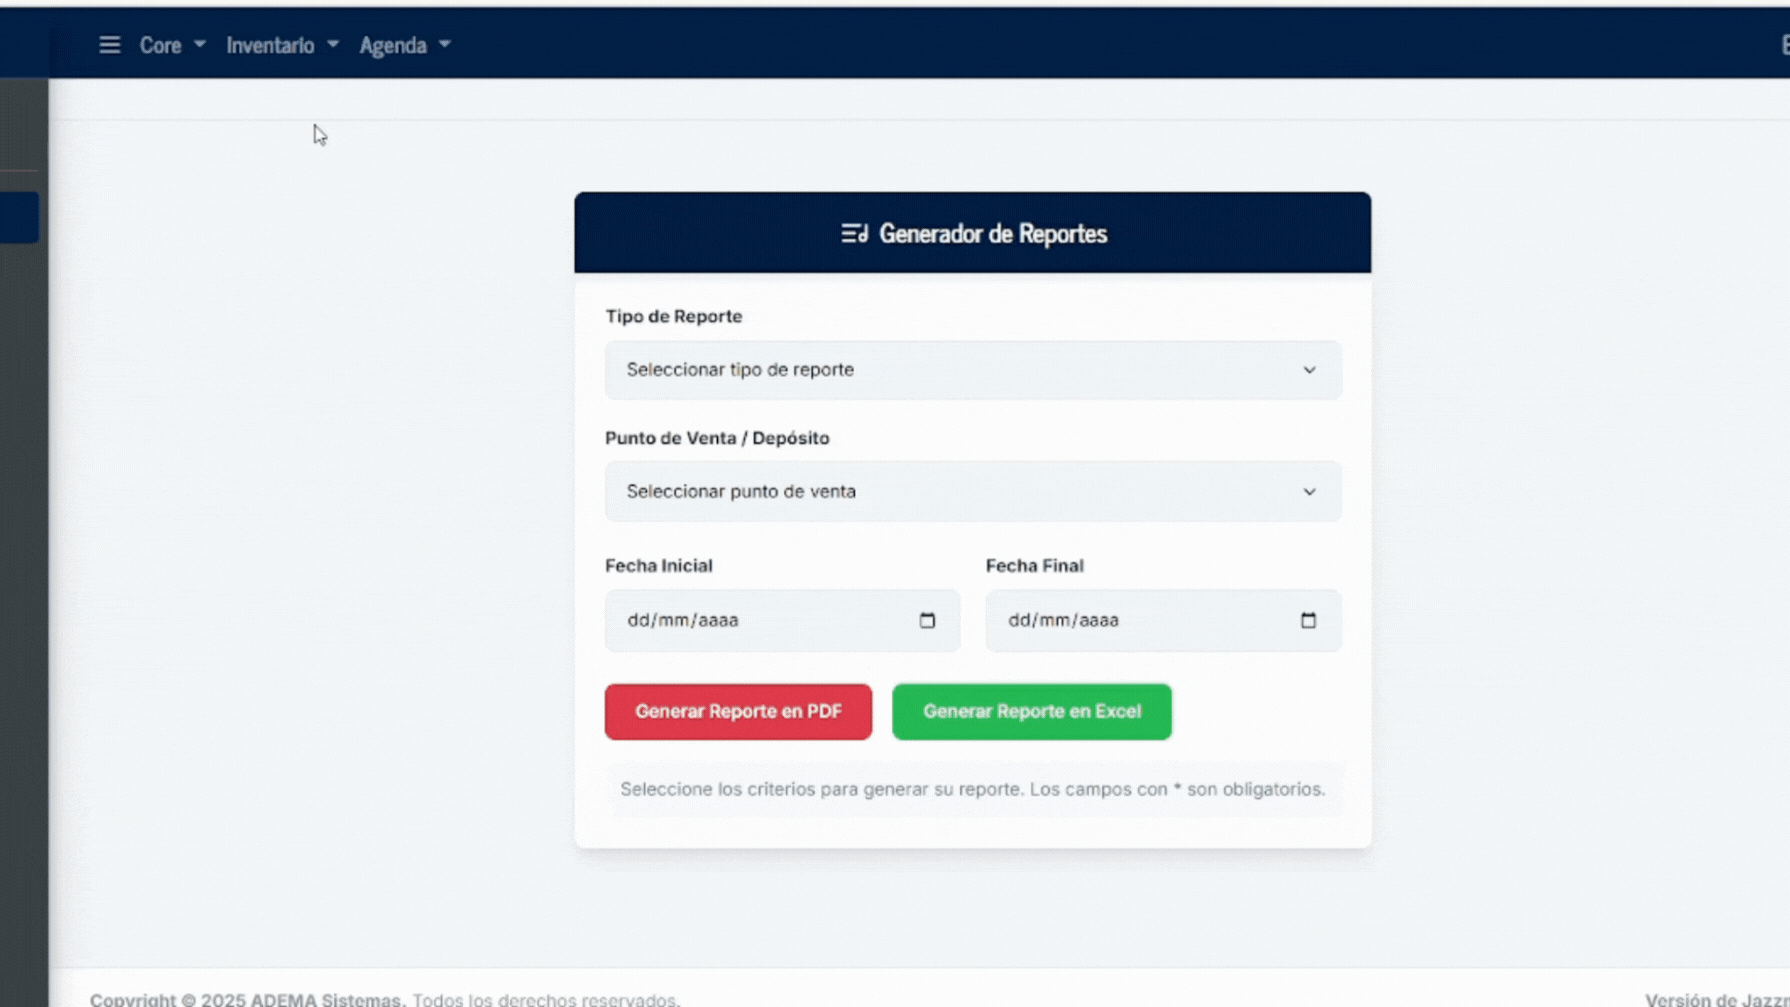 Core Inventario Agenda
Generador de Reportes
Tipo de Reporte
Seleccionar tipo de reporte
Punto de Venta / Depósito
Seleccionar punto de venta
Fecha Inicial Fecha Final
dd/mm/aaaa dd/mm/aaaa
Generar Reporte en PDF Generar Reporte en Excel
Seleccione los criterios para generar su reporte. Los campos con * son obligatorios.
Copyright © 2025 ADEMA Sistemas. Todos los derechos reservados. Versión de